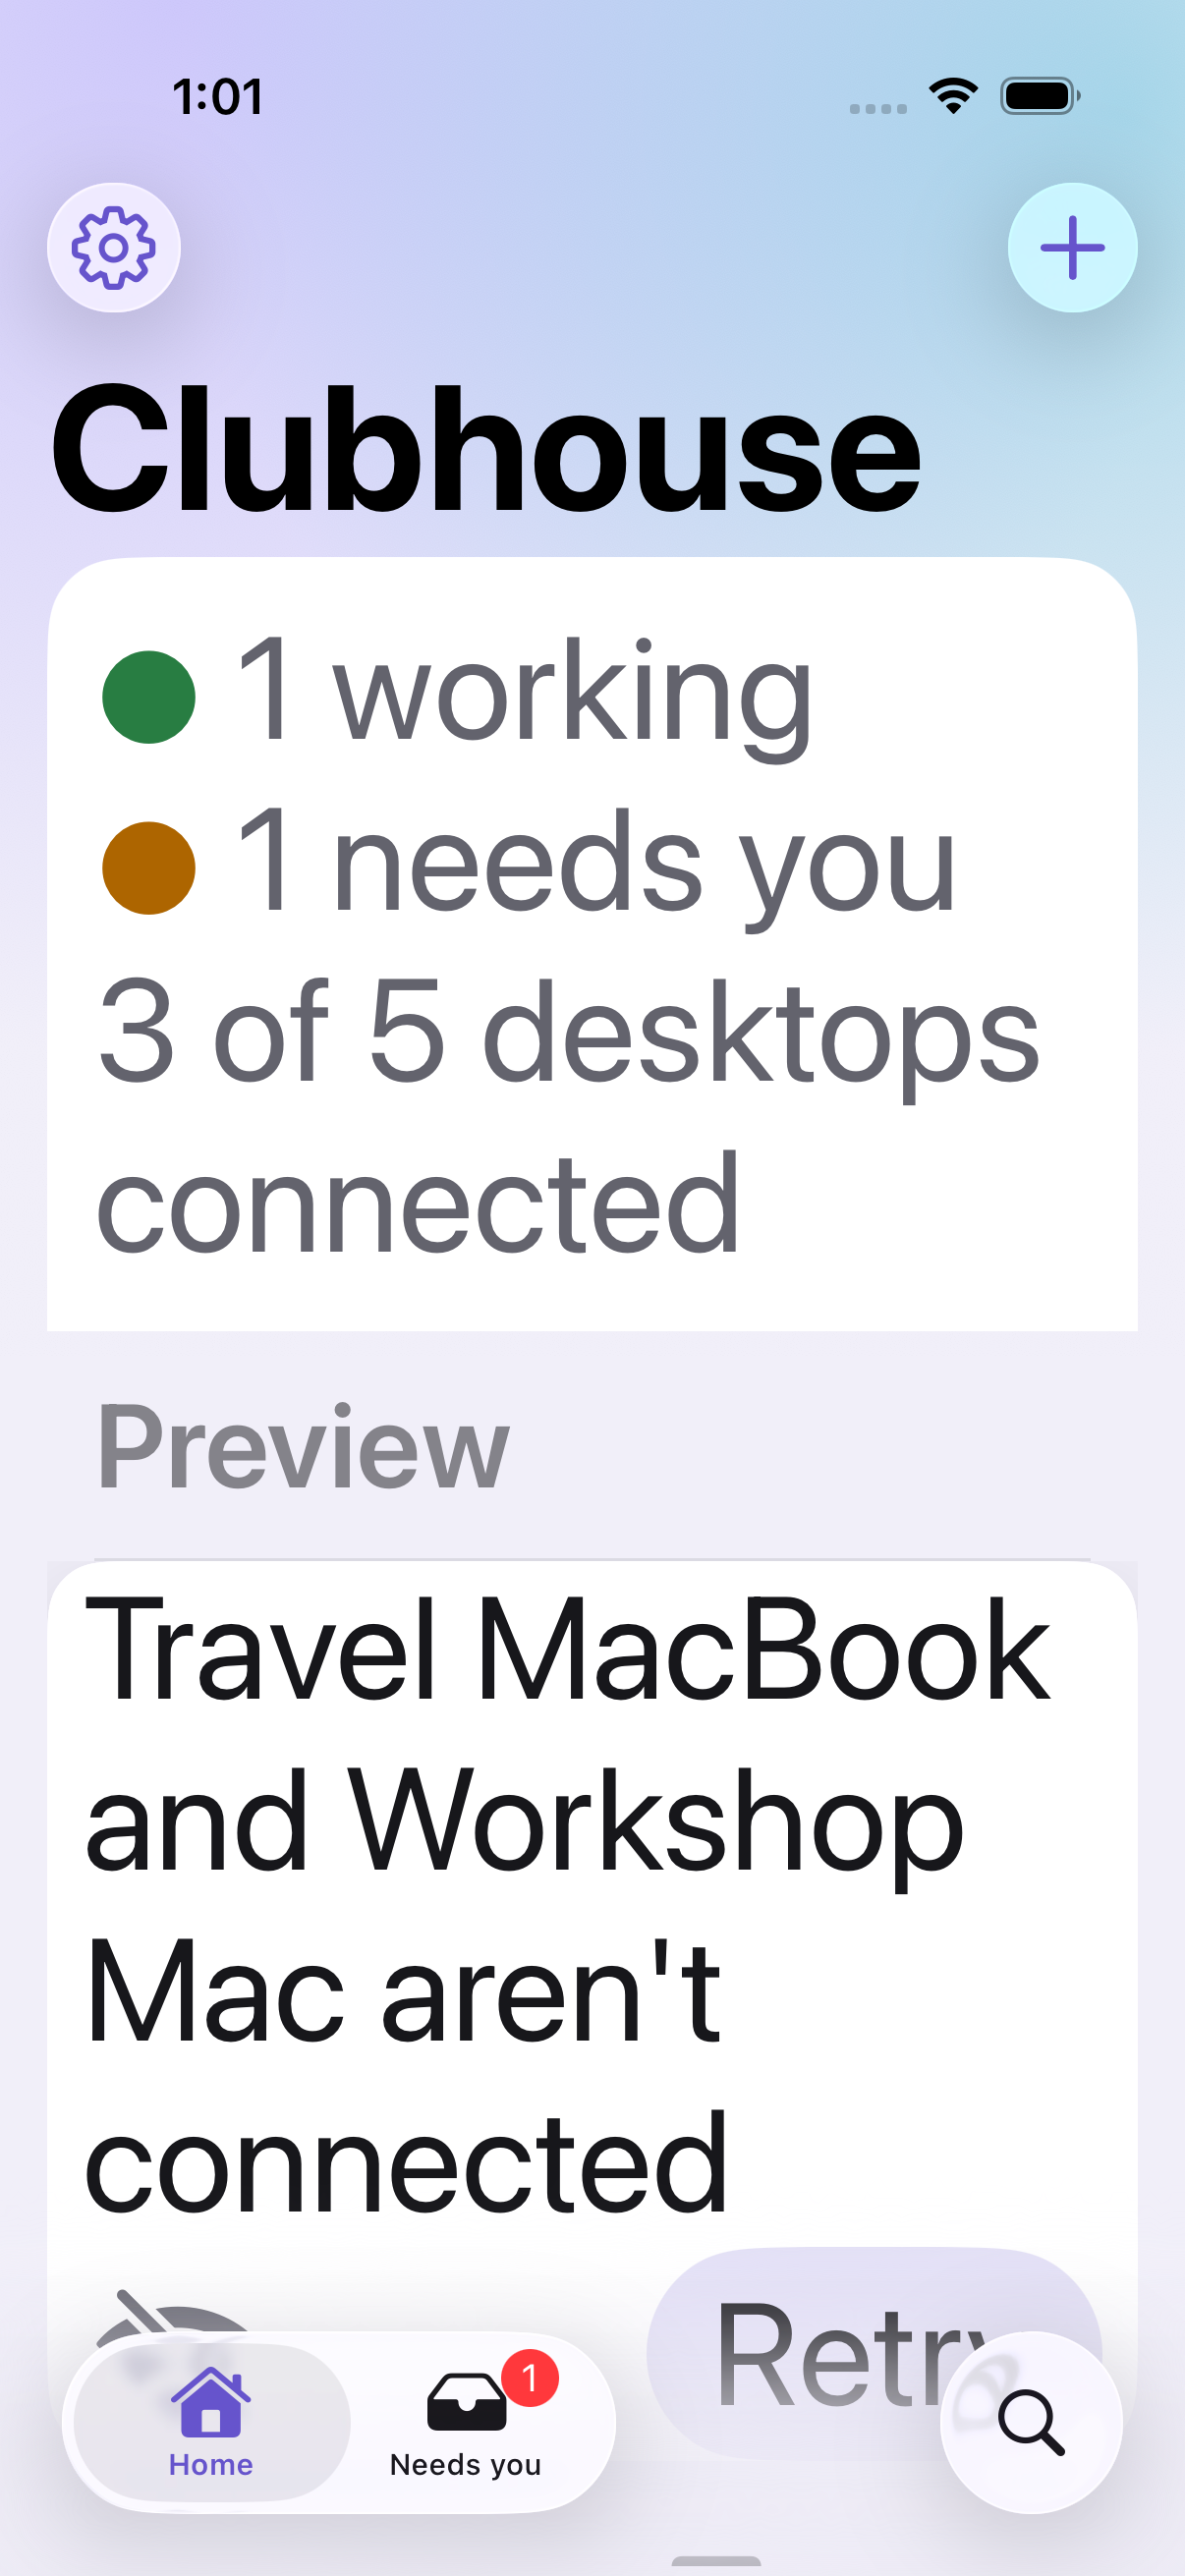 1:01
Clubhouse
1 working
1 needs you
3 of 5 desktops
connected
Preview
Travel MacBook
and Workshop
Mac aren't
connected
Retry
1
Home
Needs you